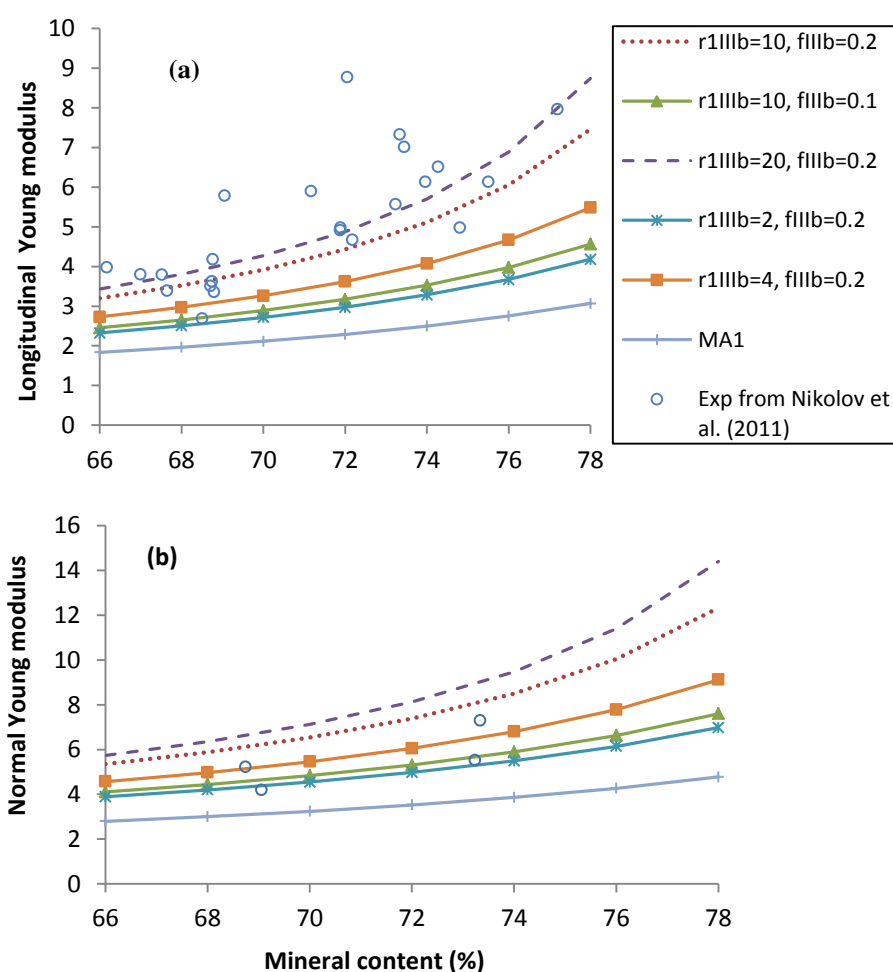 10
9
8
7
6
5
4
3
2
1
0
Longitudinal Young modulus
(a)
66 68 70 72 74 76 78
r1IIIb=10, fIIIb=0.2
r1IIIb=10, fIIIb=0.1
r1IIIb=20, fIIIb=0.2
r1IIIb=2, fIIIb=0.2
r1IIIb=4, fIIIb=0.2
MA1
Exp from Nikolov et
al. (2011)
16
14
12
10
8
6
4
2
0
Normal Young modulus
(b)
66 68 70 72 74 76 78
Mineral content (%)